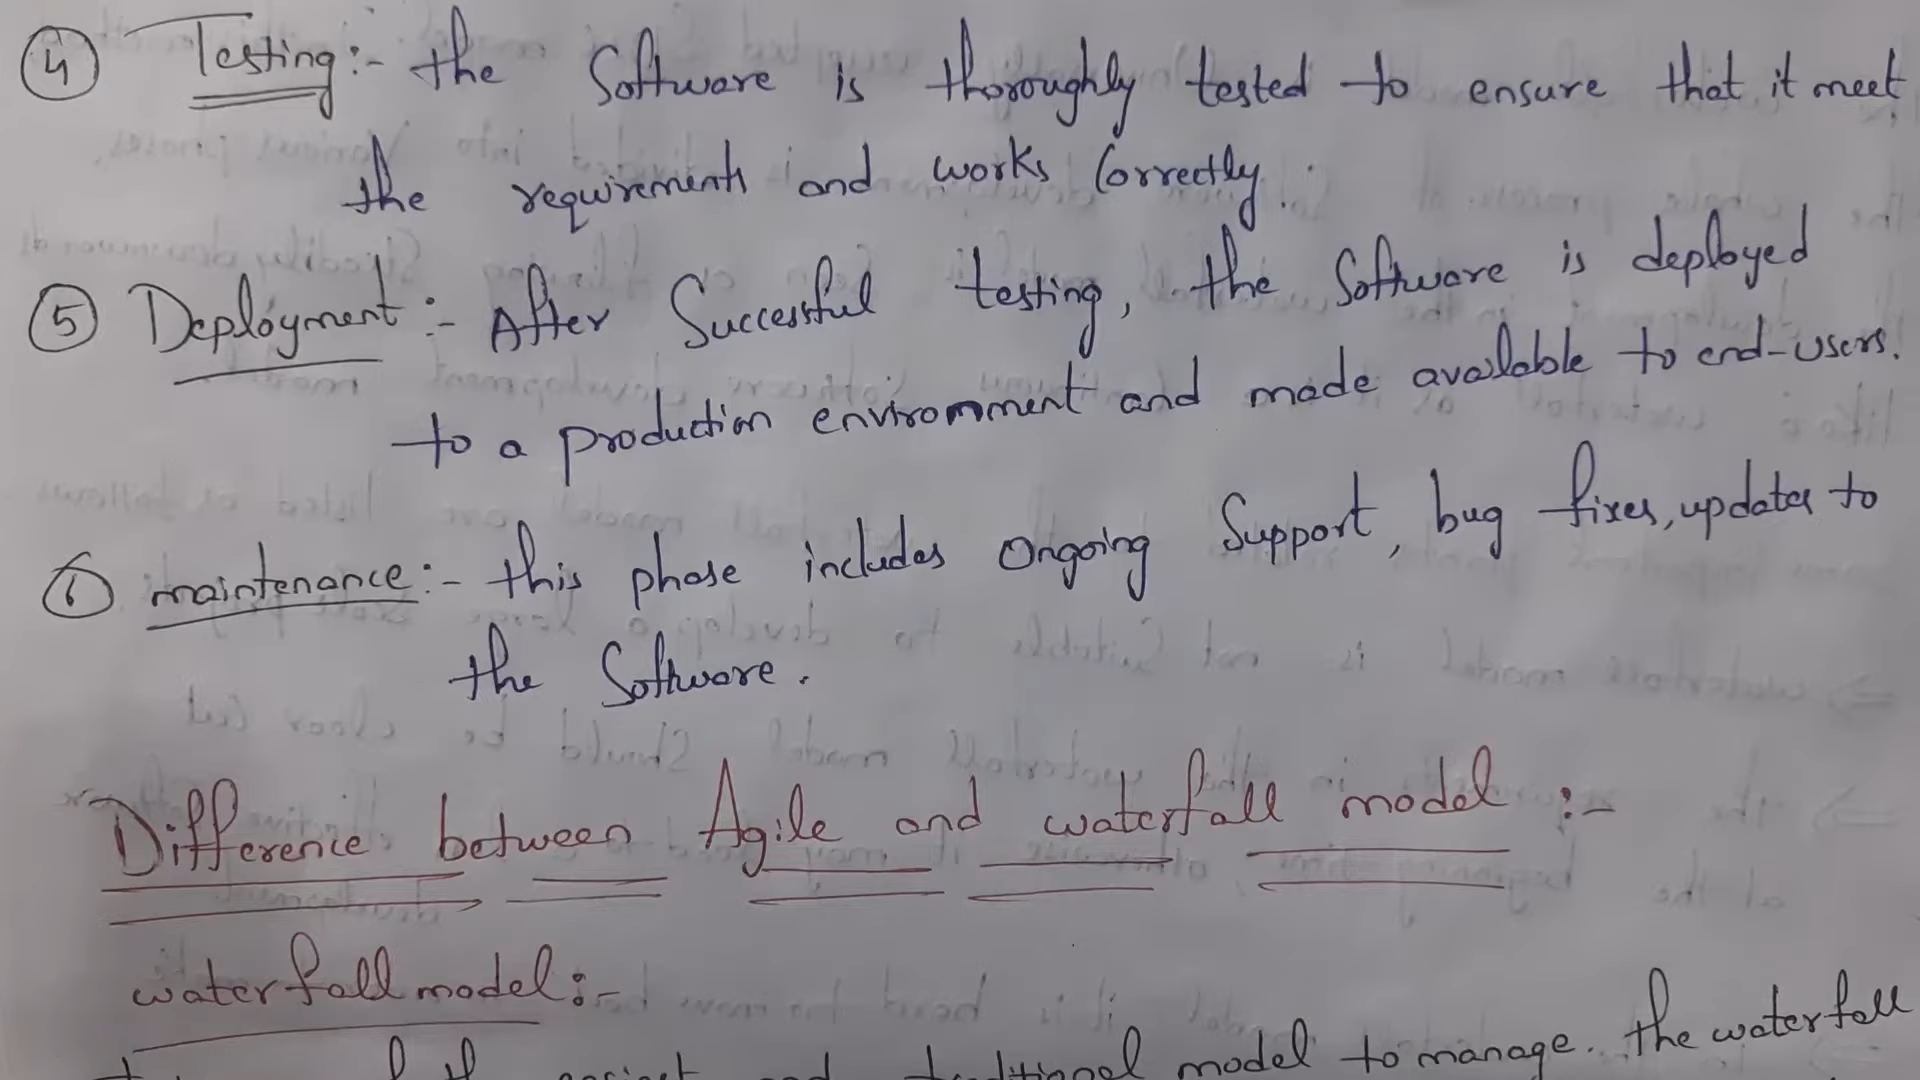 ④ Testing:- the Software is thoroughly tested to ensure that it meet
the requirements and works Correctly.
⑤ Deployment:- After Successful testing, the Software is deployed
to a production environment and made available to end-users.
⑥ maintenance:- this phase includes Ongoing Support, bug fixes, updates to
the Software.
Difference between Agile and waterfall model :-
waterfall model:-
traditional model to manage. the waterfall